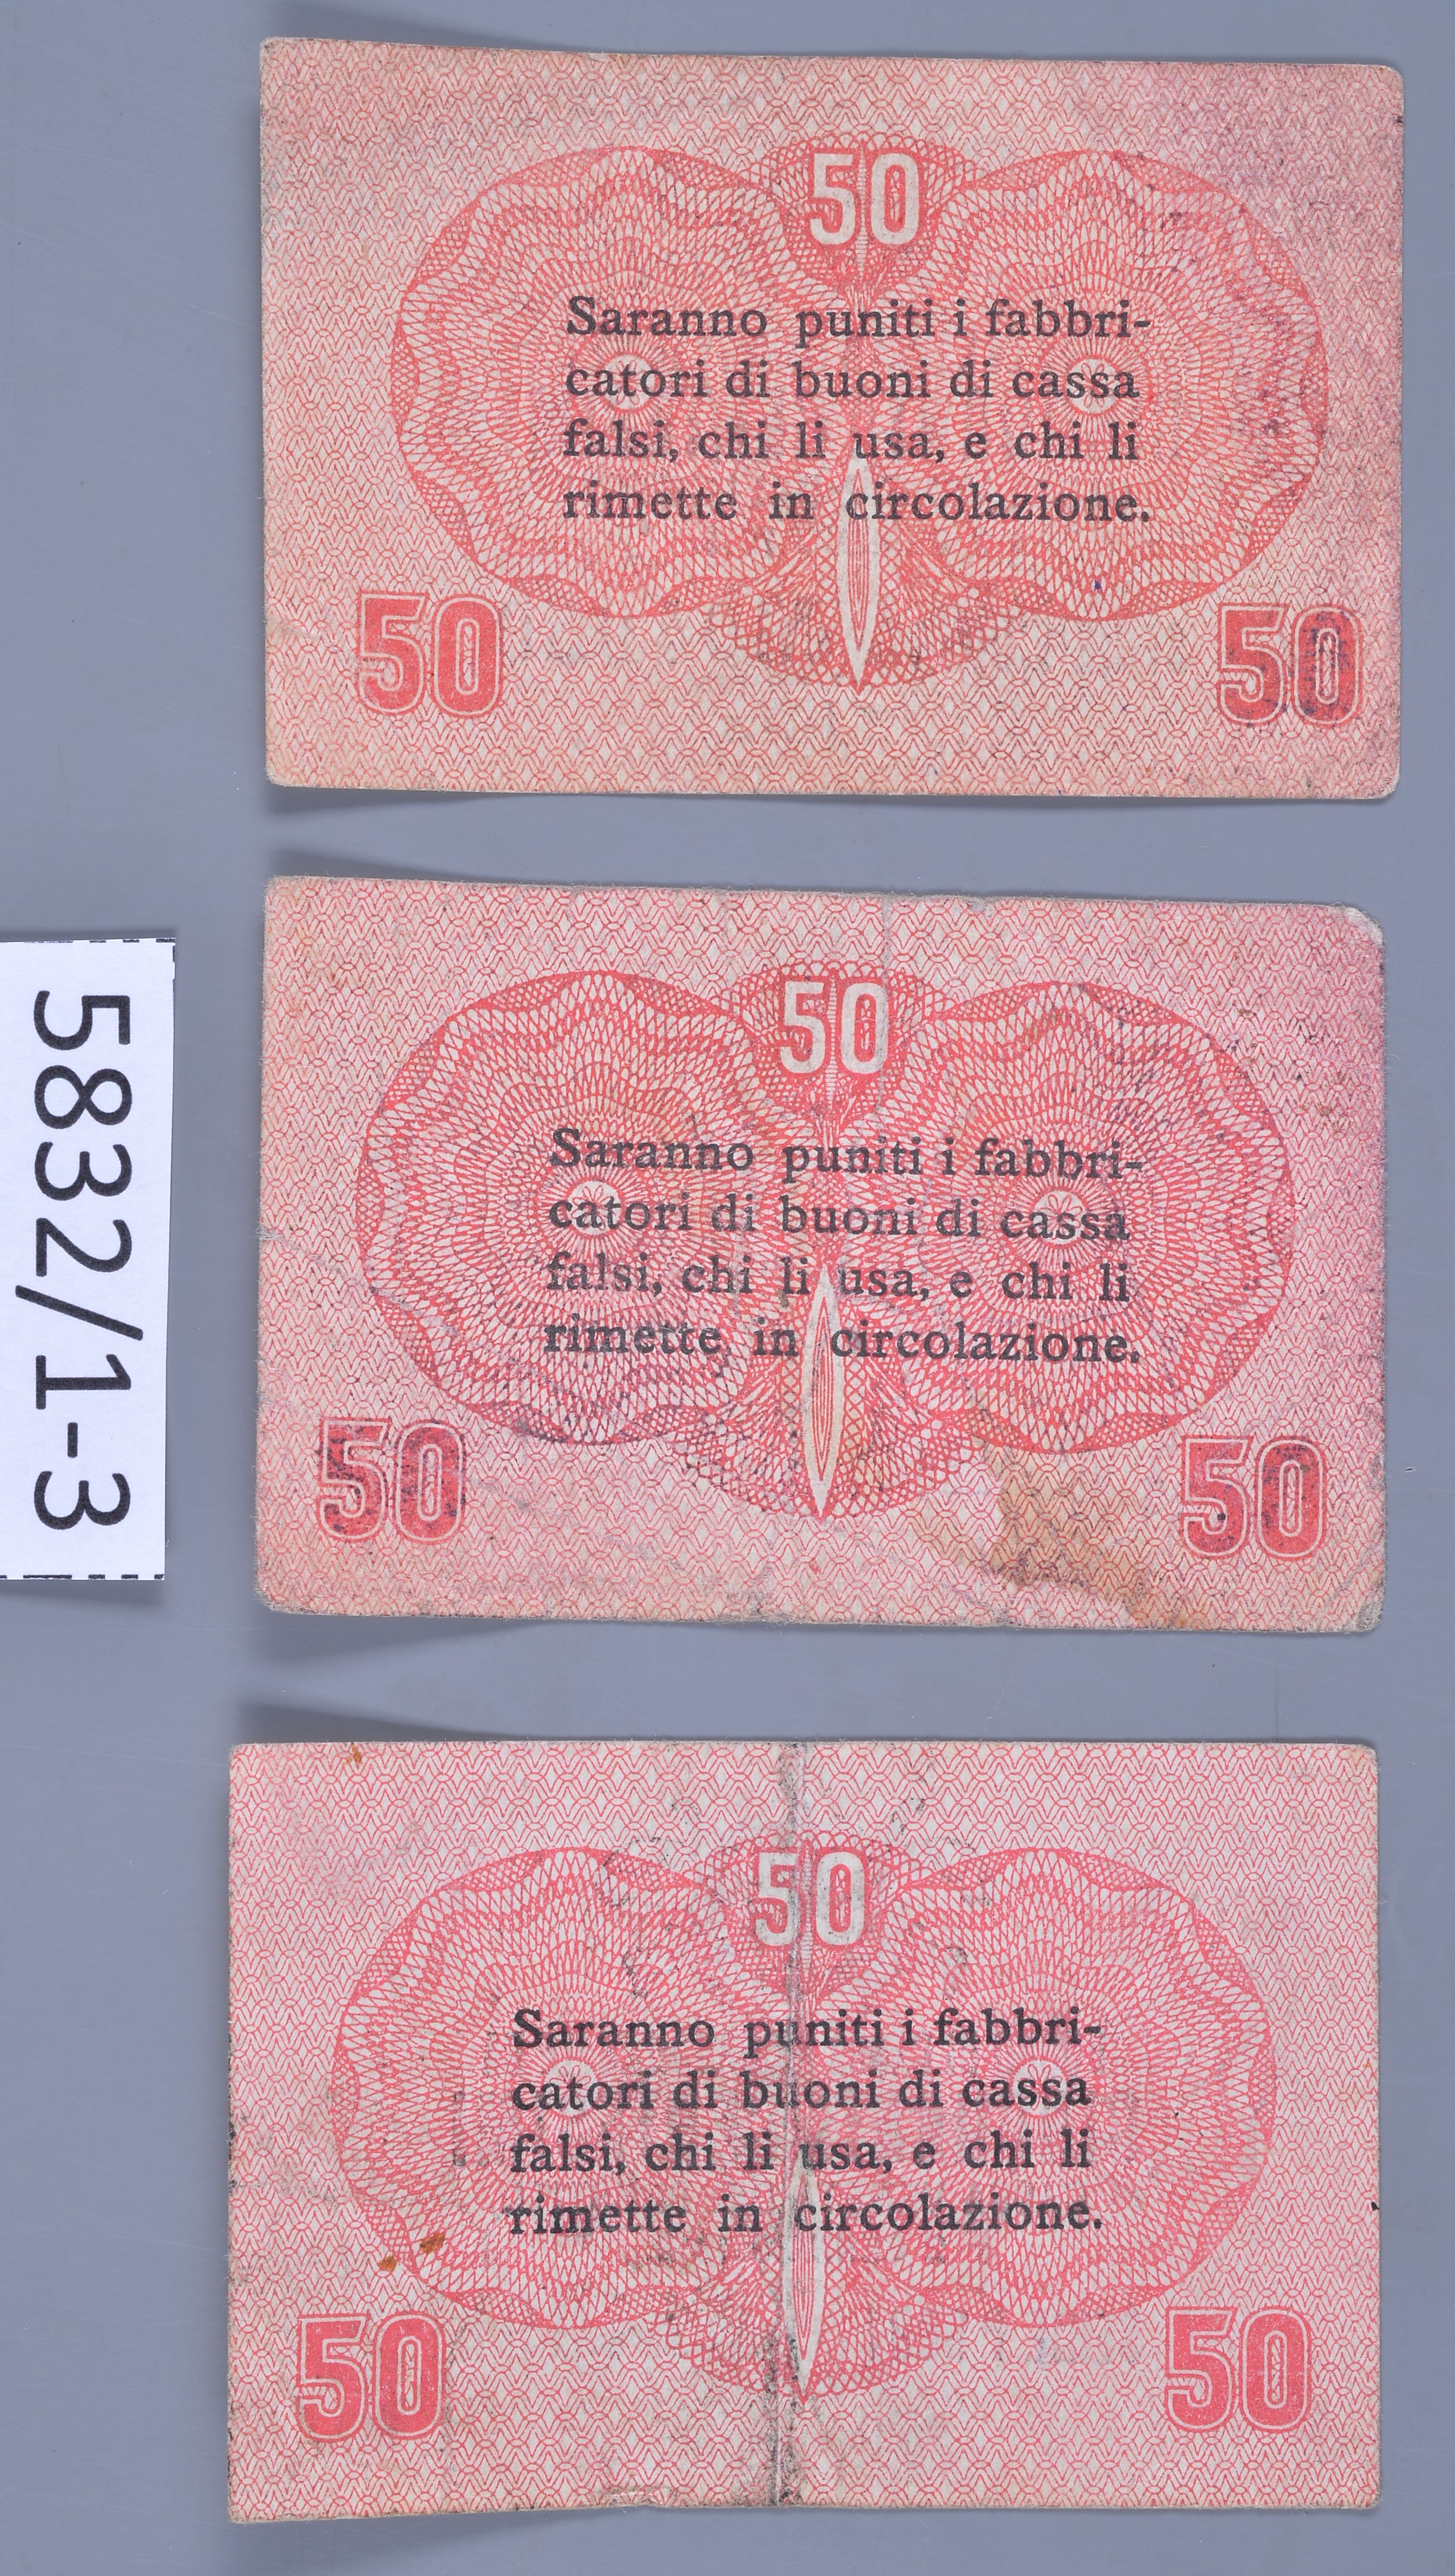 50
Saranno puniti i fabbri-
catori di buoni di cassa
falsi, chi li usa, e chi li
rimette in circolazione.
50 50
5832/1-3
50
Saranno puniti i fabbri-
catori di buoni di cassa
falsi, chi li usa, e chi li
rimette in circolazione.
50 50
50
Saranno puniti i fabbri-
catori di buoni di cassa
falsi, chi li usa, e chi li
rimette in circolazione.
50 50